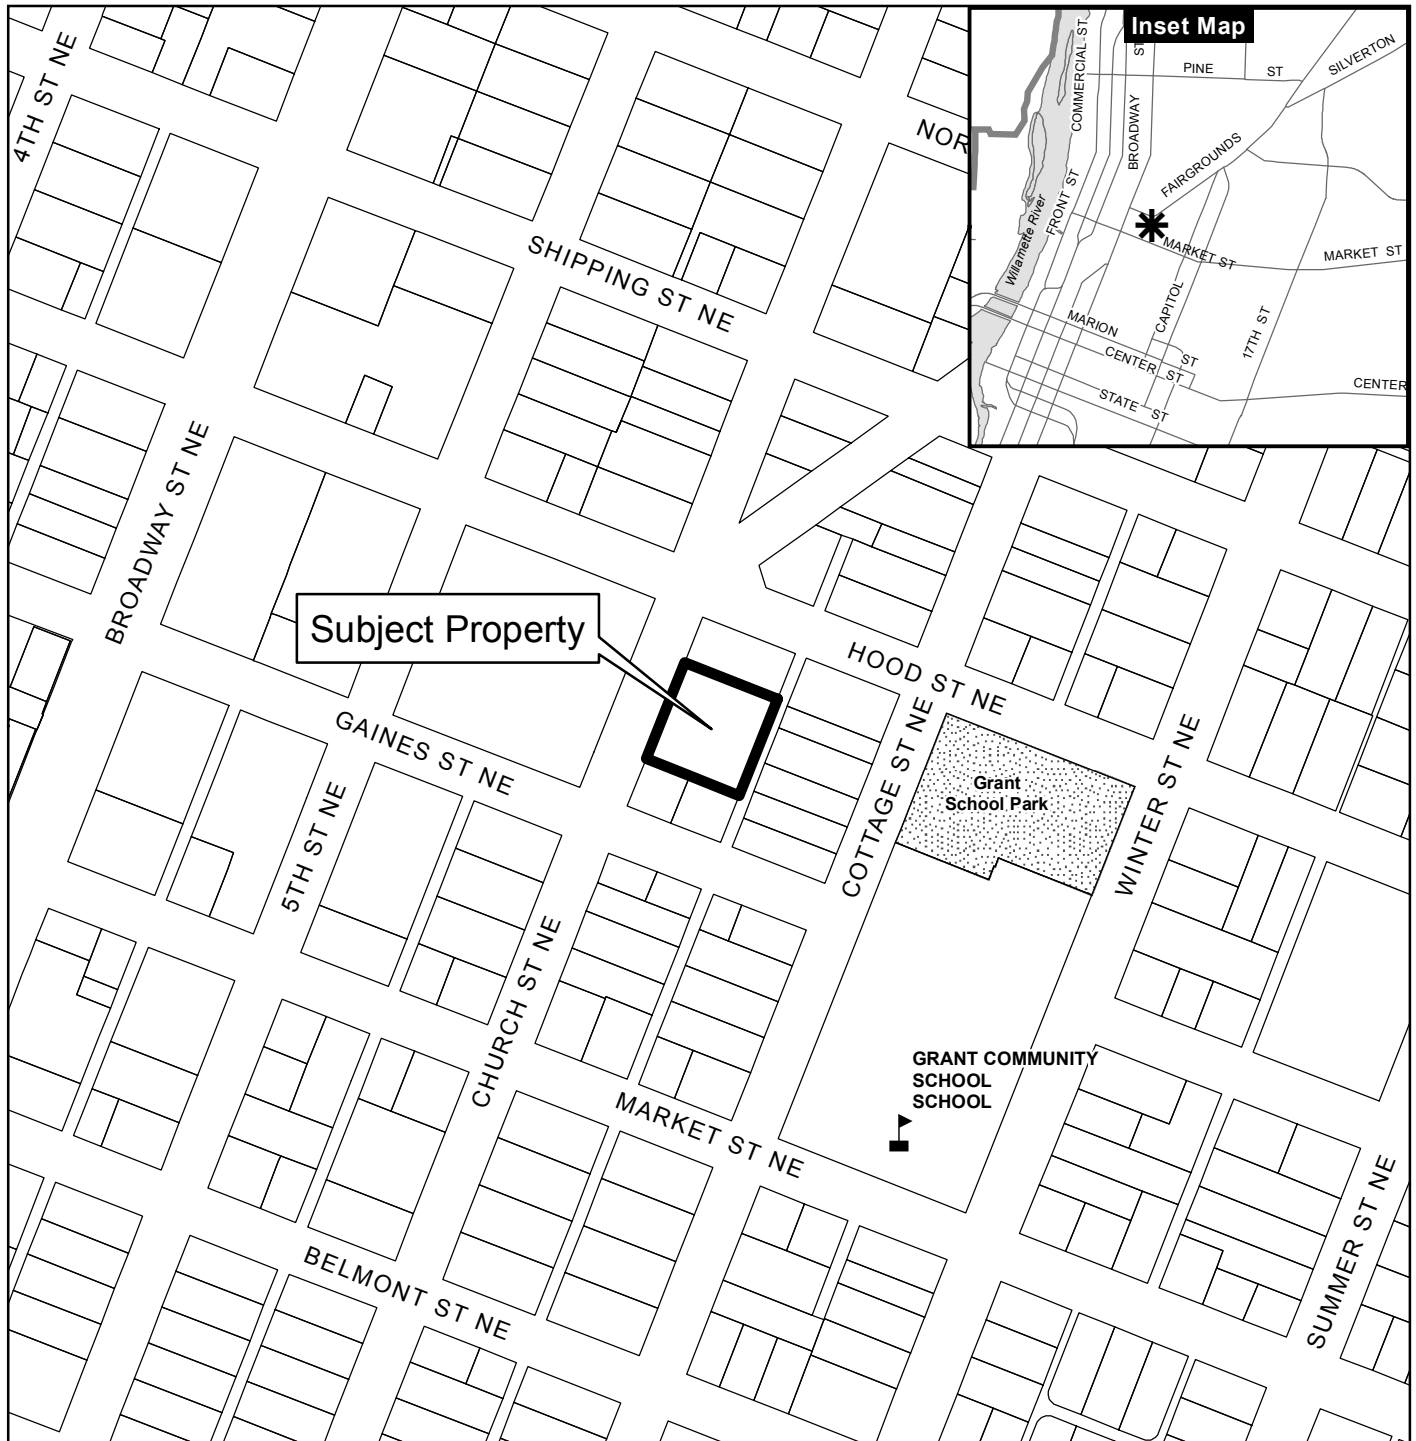 4TH ST NE
NOR
SHIPPING ST NE
BROADWAY ST NE
Subject Property
HOOD ST NE
GAINES ST NE
COTTAGE ST NE
Grant
School Park
WINTER ST NE
5TH ST NE
CHURCH ST NE
GRANT COMMUNITY
SCHOOL
SCHOOL
MARKET ST NE
BELMONT ST NE
SUMMER ST NE
Inset Map
COMMERCIAL ST
ST
PINE ST
SILVERTON
BROADWAY
FAIRGROUNDS
FRONT ST
Willamette River
MARKET ST
MARKET ST
CAPITOL
ST
17TH ST
MARION
CENTER ST
CENTER
STATE ST